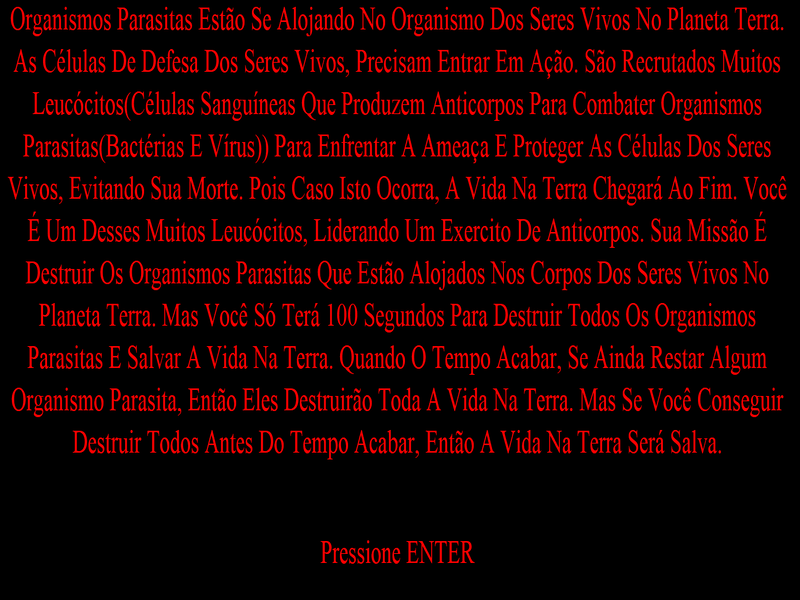 Organismos Parasitas Estão Se Alojando No Organismo Dos Seres Vivos No Planeta Terra.
As Células De Defesa Dos Seres Vivos, Precisam Entrar Em Ação. São Recrutados Muitos
Leucócitos(Células Sanguíneas Que Produzem Anticorpos Para Combater Organismos
Parasitas(Bactérias E Vírus)) Para Enfrentar A Ameaça E Proteger As Células Dos Seres
Vivos, Evitando Sua Morte. Pois Caso Isto Ocorra, A Vida Na Terra Chegará Ao Fim. Você
É Um Desses Muitos Leucócitos, Liderando Um Exercito De Anticorpos. Sua Missão É
Destruir Os Organismos Parasitas Que Estão Alojados Nos Corpos Dos Seres Vivos No
Planeta Terra. Mas Você Só Terá 100 Segundos Para Destruir Todos Os Organismos
Parasitas E Salvar A Vida Na Terra. Quando O Tempo Acabar, Se Ainda Restar Algum
Organismo Parasita, Então Eles Destruirão Toda A Vida Na Terra. Mas Se Você Conseguir
Destruir Todos Antes Do Tempo Acabar, Então A Vida Na Terra Será Salva.
Pressione ENTER